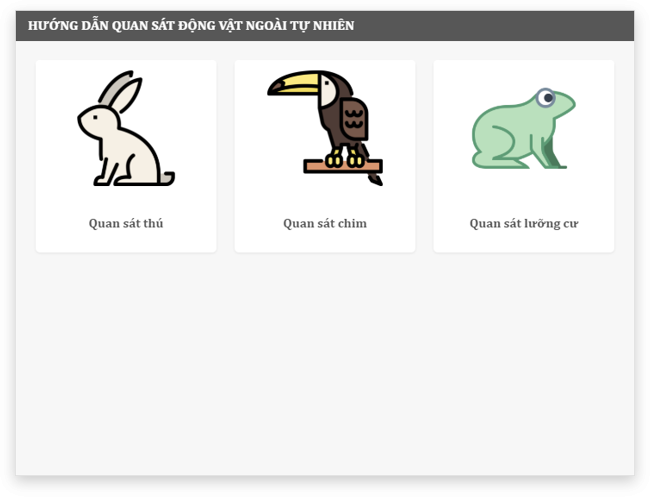 HƯỚNG DẪN QUAN SÁT ĐỘNG VẬT NGOÀI TỰ NHIÊN
Quan sát thú
Quan sát chim
Quan sát lưỡng cư